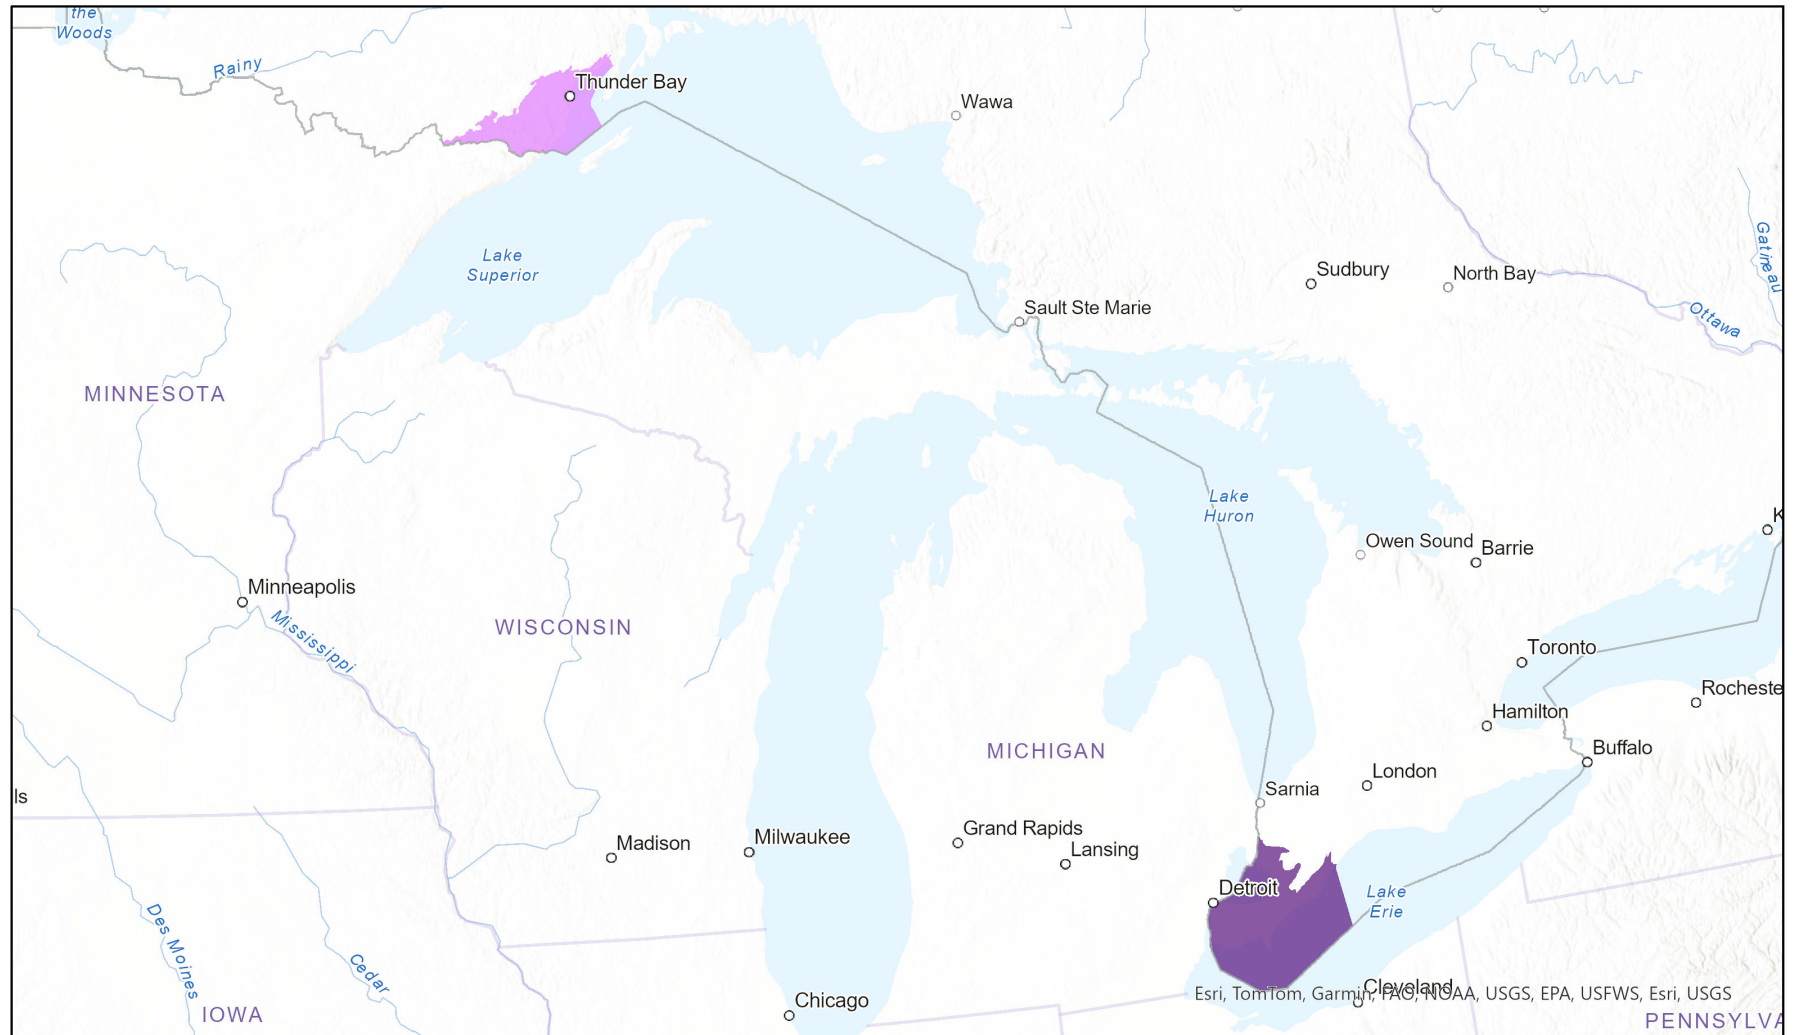 the
Woods
Rainy
Thunder Bay
Wawa
Lake
Superior
Sudbury
North Bay
Gatineau
Sault Ste Marie
Ottawa
MINNESOTA
Lake
Huron
K
Owen Sound
Barrie
Minneapolis
Mississippi
WISCONSIN
Toronto
Rocheste
Hamilton
MICHIGAN
Buffalo
London
Sarnia
ls
Grand Rapids
Madison
Milwaukee
Lansing
Detroit
Lake
Erie
Des Moines
Cedar
Cleveland
Esri, TomTom, Garmin, FAO, NOAA, USGS, EPA, USFWS, Esri, USGS
Chicago
IOWA
PENNSYLVA